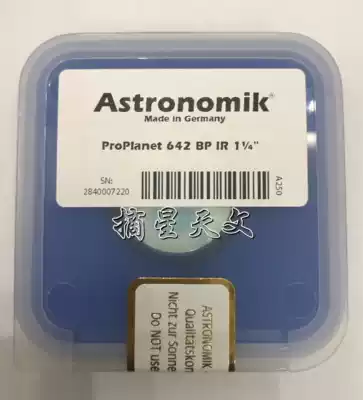 Astronomik®
Made in Germany
ProPlanet 642 BP IR 1¼"
SN:
2840007220
A250
摘星天文
ASTRONOMIK
Qualitätskon
Nicht zur Sonne
Do NOT use